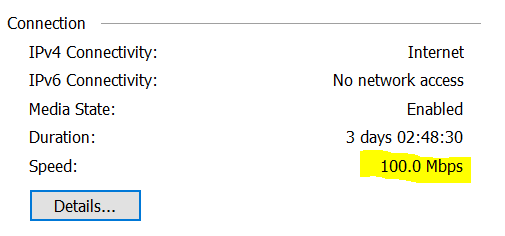 Connection
IPv4 Connectivity: Internet
IPv6 Connectivity: No network access
Media State: Enabled
Duration: 3 days 02:48:30
Speed: 100.0 Mbps
Details...